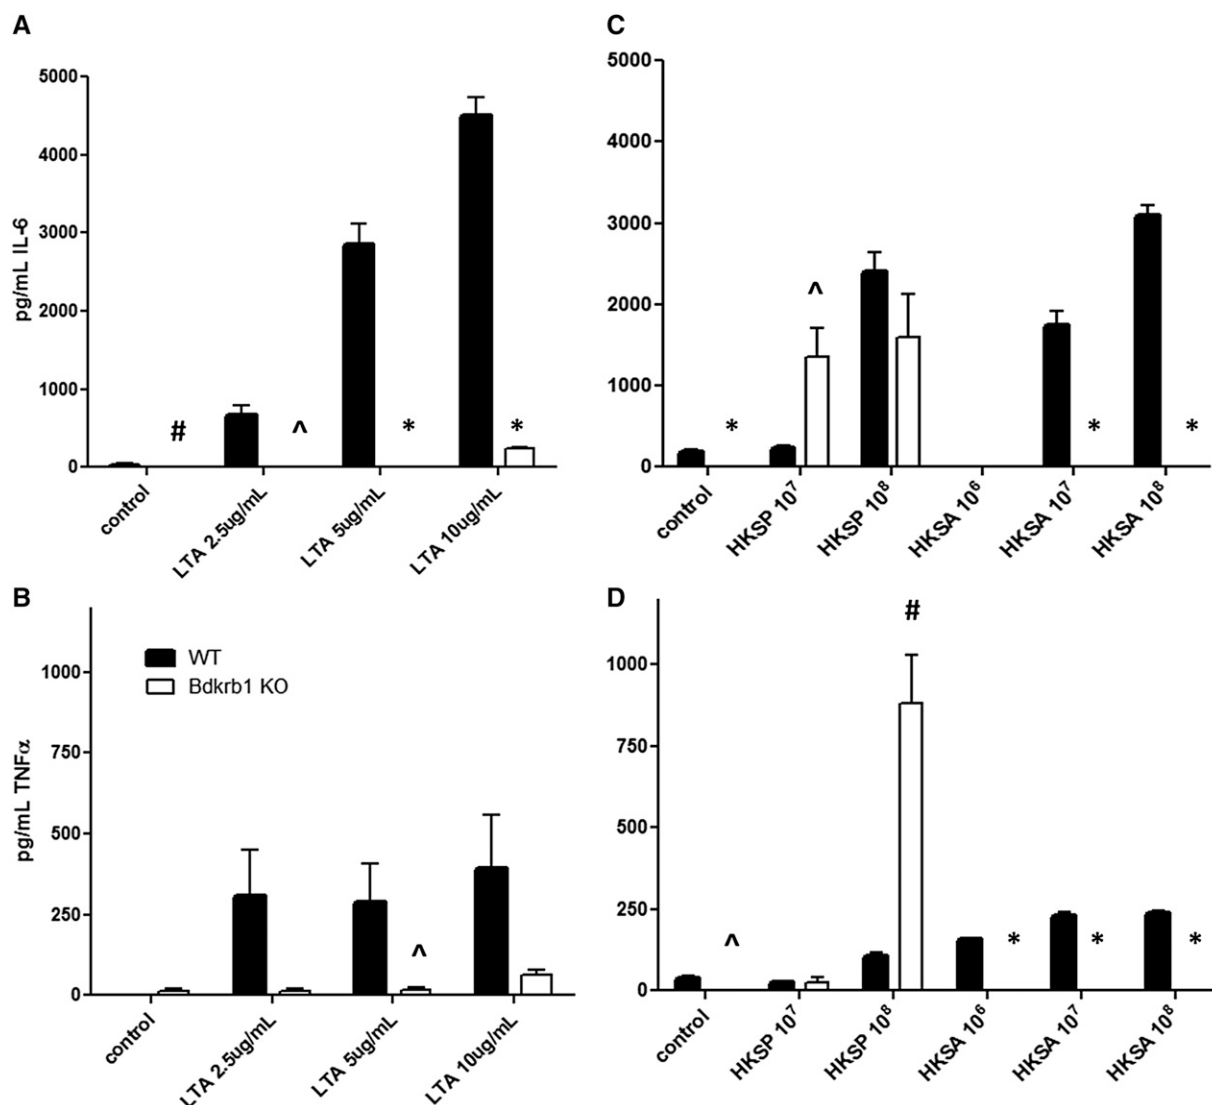 A
pg/mL IL-6
5000
4000
3000
2000
1000
0
#
^
*
*
control
LTA 2.5ug/mL
LTA 5ug/mL
LTA 10ug/mL
C
5000
4000
3000
2000
1000
0
*
^
*
*
control
HKSP 10⁷
HKSP 10⁸
HKSA 10⁶
HKSA 10⁷
HKSA 10⁸
B
pg/mL TNFα
1000
750
500
250
0
WT
Bdkrb1 KO
^
control
LTA 2.5ug/mL
LTA 5ug/mL
LTA 10ug/mL
D
1000
750
500
250
0
^
#
*
*
*
control
HKSP 10⁷
HKSP 10⁸
HKSA 10⁶
HKSA 10⁷
HKSA 10⁸